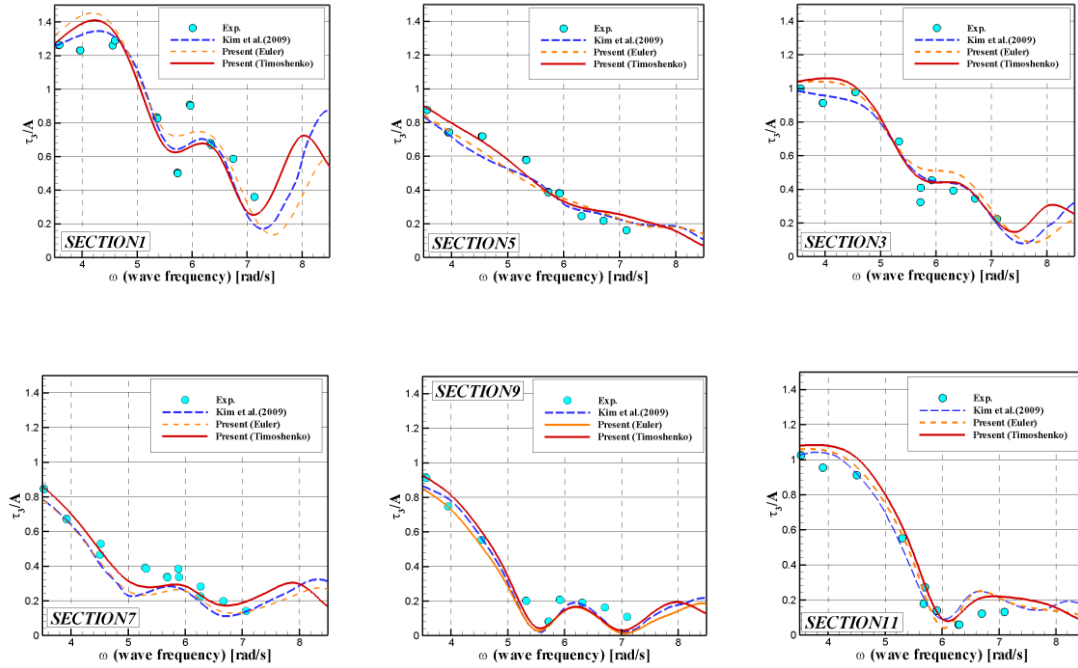 Exp.
Kim et al.(2009)
Present (Euler)
Present (Timoshenko)
τ3/A
1.4
1.2
1
0.8
0.6
0.4
0.2
0
SECTION1
4 5 6 7 8
ω (wave frequency) [rad/s]
Exp.
Kim et al.(2009)
Present (Euler)
Present (Timoshenko)
τ3/A
1.4
1.2
1
0.8
0.6
0.4
0.2
0
SECTION5
4 5 6 7 8
ω (wave frequency) [rad/s]
Exp.
Kim et al.(2009)
Present (Euler)
Present (Timoshenko)
τ3/A
1.4
1.2
1
0.8
0.6
0.4
0.2
0
SECTION3
4 5 6 7 8
ω (wave frequency) [rad/s]
Exp.
Kim et al.(2009)
Present (Euler)
Present (Timoshenko)
τ3/A
1.4
1.2
1
0.8
0.6
0.4
0.2
0
SECTION7
4 5 6 7 8
ω (wave frequency) [rad/s]
SECTION9
Exp.
Kim et al.(2009)
Present (Euler)
Present (Timoshenko)
τ3/A
1.4
1.2
1
0.8
0.6
0.4
0.2
0
4 5 6 7 8
ω (wave frequency) [rad/s]
Exp.
Kim et al.(2009)
Present (Euler)
Present (Timoshenko)
τ3/A
1.4
1.2
1
0.8
0.6
0.4
0.2
0
SECTION11
4 5 6 7 8
ω (wave frequency) [rad/s]